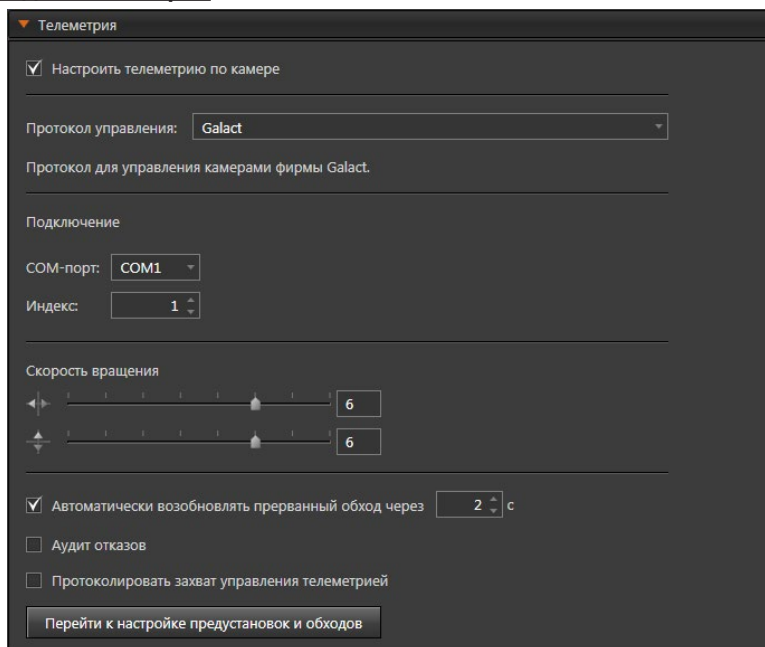 Телеметрия
Настроить телеметрию по камере
Протокол управления: Galact
Протокол для управления камерами фирмы Galact.
Подключение
COM-порт: COM1
Индекс: 1
Скорость вращения
6
6
Автоматически возобновлять прерванный обход через 2 с
Аудит отказов
Протоколировать захват управления телеметрией
Перейти к настройке предустановок и обходов